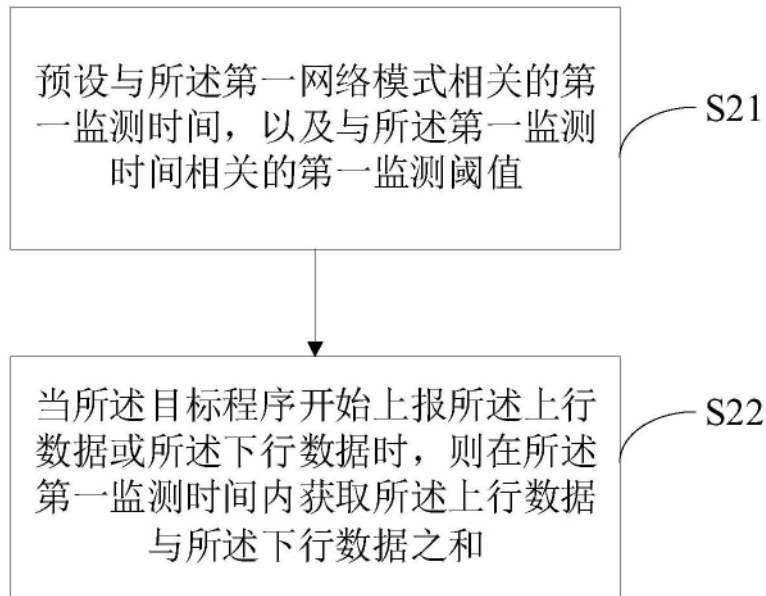 预设与所述第一网络模式相关的第
一监测时间，以及与所述第一监测
时间相关的第一监测阈值
S21
当所述目标程序开始上报所述上行
数据或所述下行数据时，则在所述
第一监测时间内获取所述上行数据
与所述下行数据之和
S22